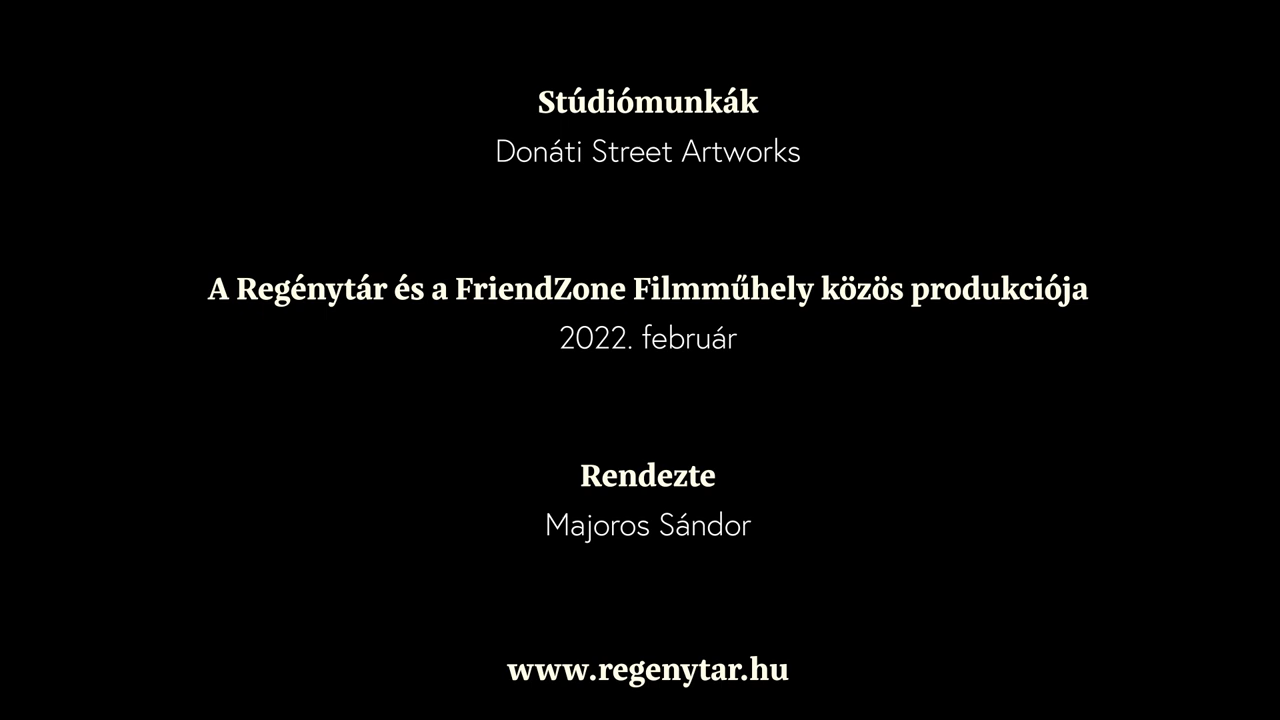 Stúdiómunkák
Donáti Street Artworks
A Regénytár és a FriendZone Filmműhely közös produkciója
2022. február
Rendezte
Majoros Sándor
www.regenytar.hu